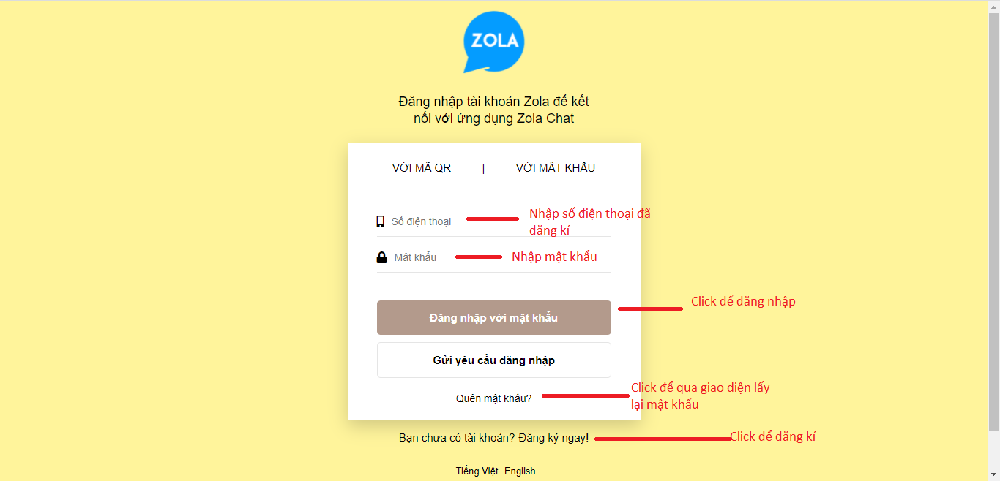 ZOLA
Đăng nhập tài khoản Zola để kết
nối với ứng dụng Zola Chat
VỚI MÃ QR | VỚI MẬT KHẨU
Số điện thoại
Nhập số điện thoại đã
đăng kí
Mật khẩu
Nhập mật khẩu
Click để đăng nhập
Đăng nhập với mật khẩu
Gửi yêu cầu đăng nhập
Quên mật khẩu?
Click để qua giao diện lấy
lại mật khẩu
Bạn chưa có tài khoản? Đăng ký ngay!
Click để đăng kí
Tiếng Việt English